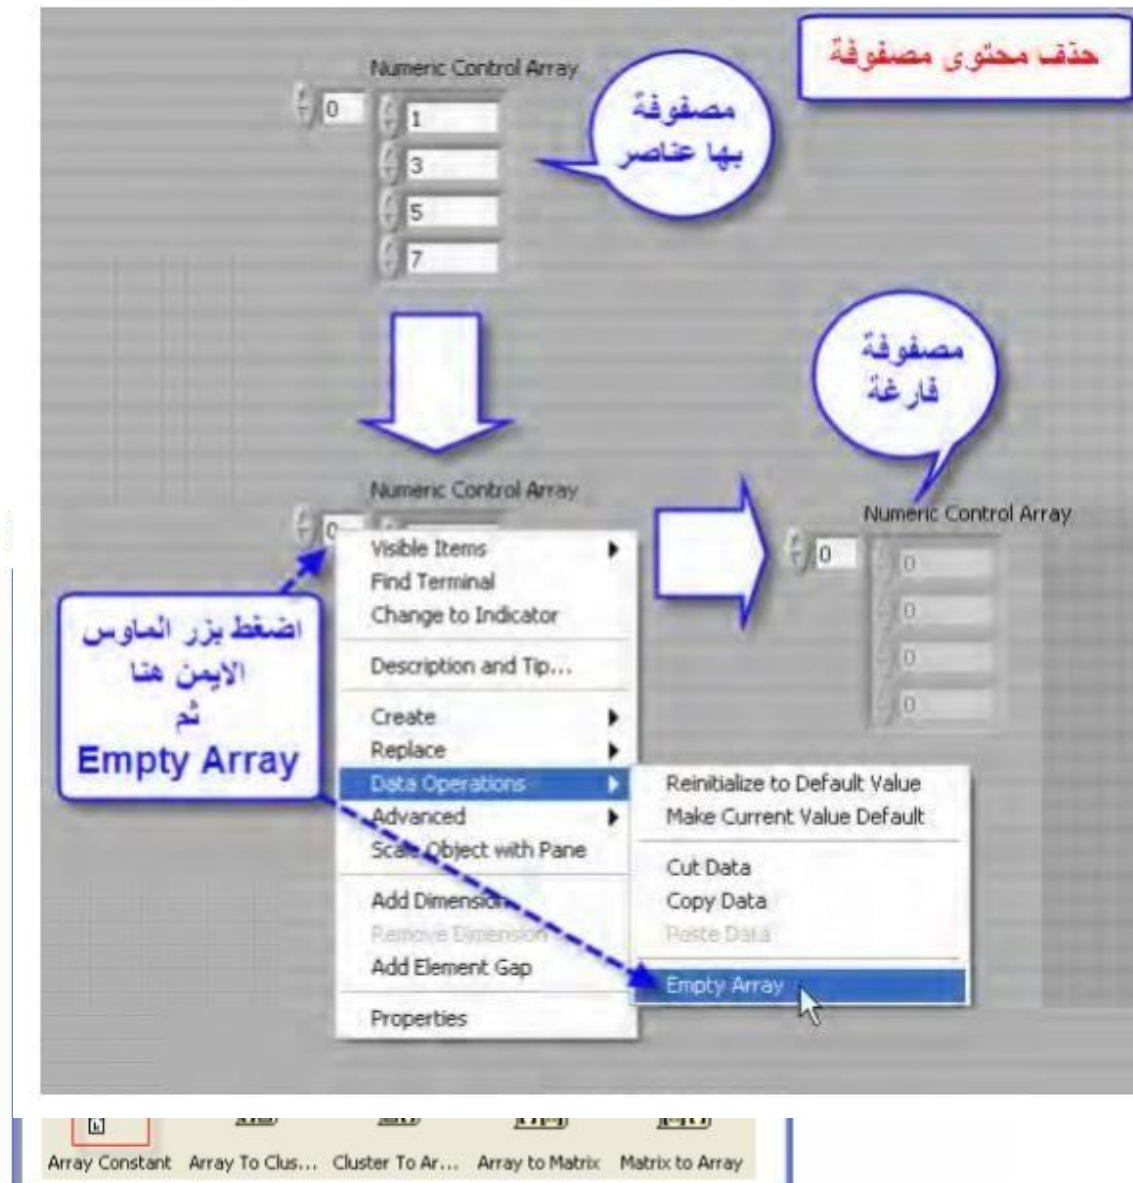 حذف محتوى مصفوفة
Numeric Control Array
0
1
3
5
7
مصفوفة
بها عناصر
مصفوفة
فارغة
Numeric Control Array
0
Numeric Control Array
0
0
0
0
0
اضغط بزر الماوس
الايمن هنا
ثم
Empty Array
Visible Items
Find Terminal
Change to Indicator
Description and Tip...
Create
Replace
Data Operations
Advanced
Scale Object with Pane
Add Dimension
Remove Dimension
Add Element Gap
Properties
Reinitialize to Default Value
Make Current Value Default
Cut Data
Copy Data
Paste Data
Empty Array
Array Constant Array To Clus... Cluster To Ar... Array to Matrix Matrix to Array